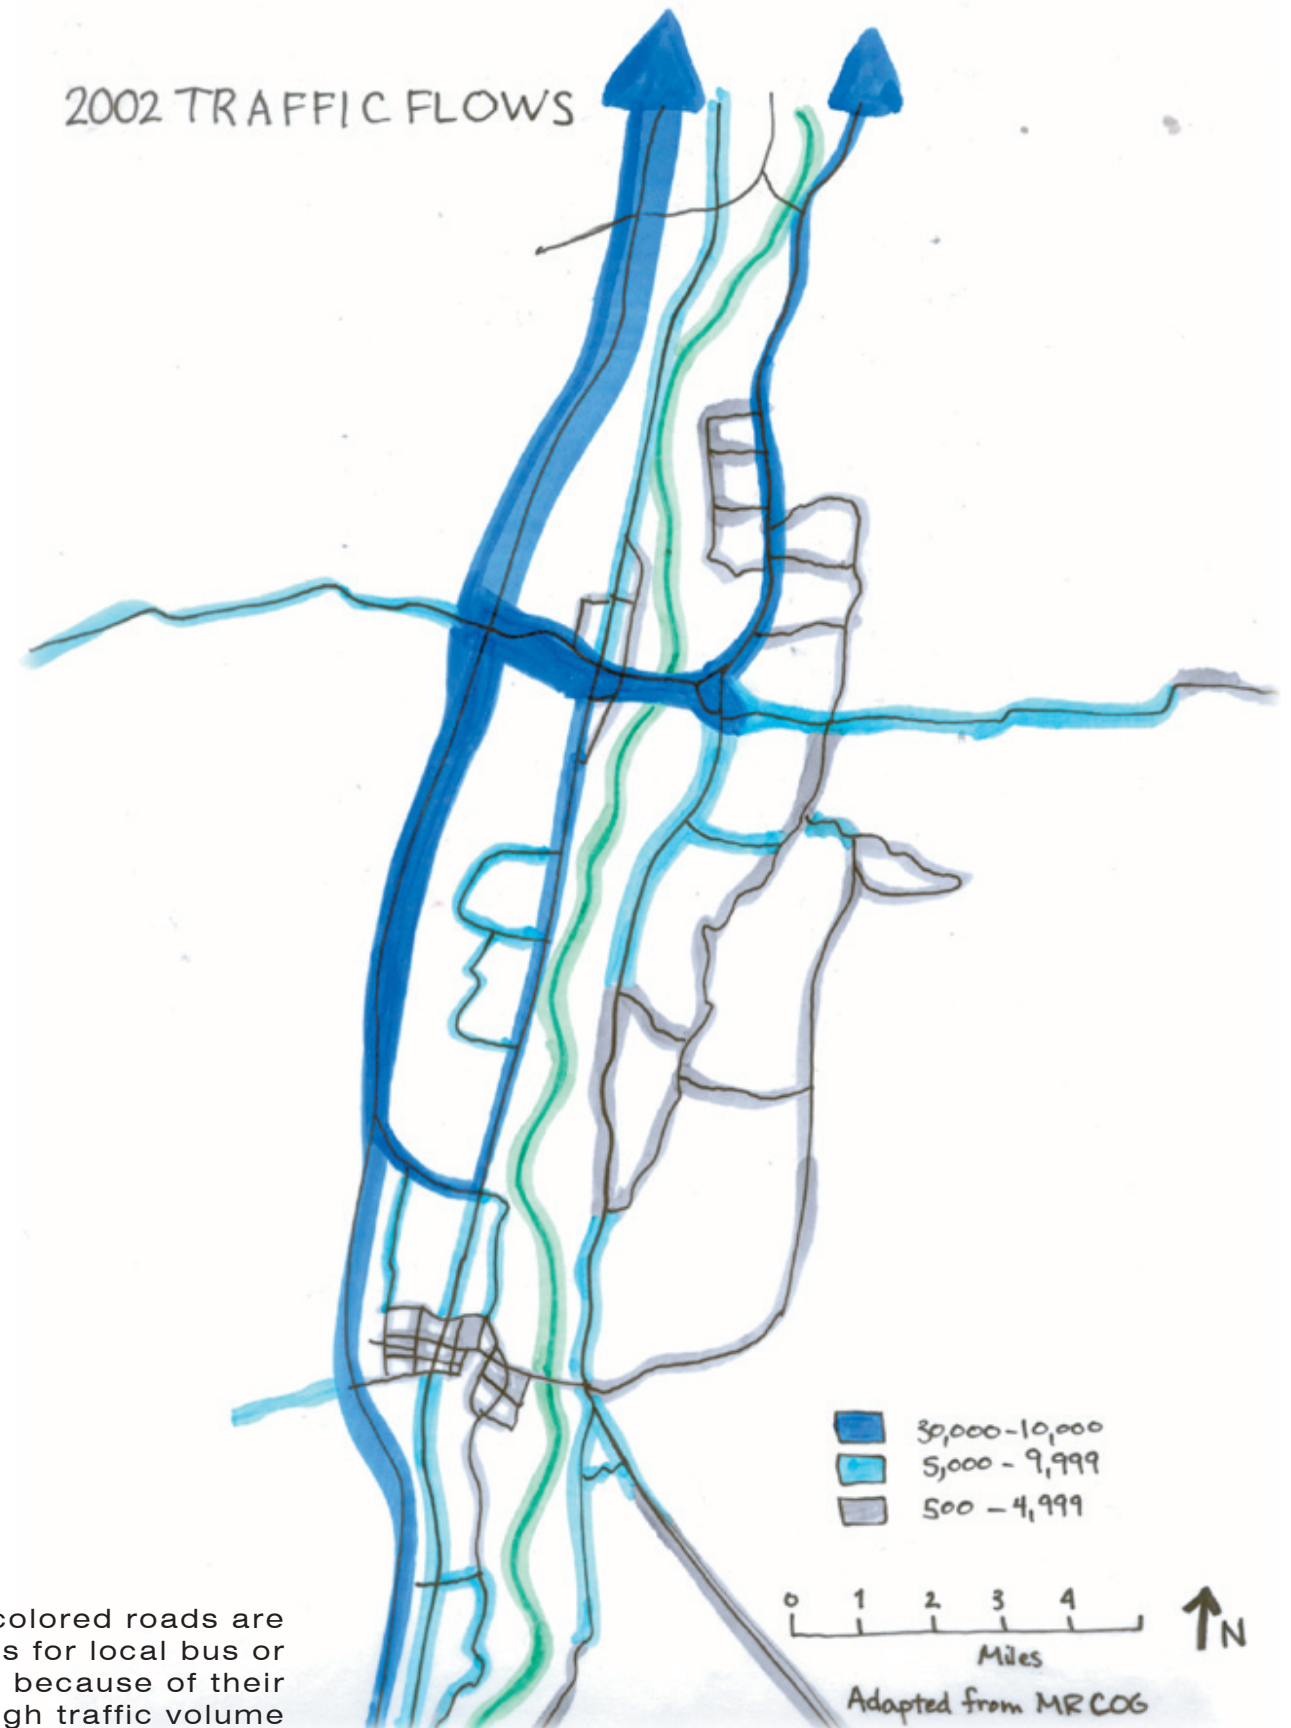 2002 TRAFFIC FLOWS
30,000-10,000
5,000 - 9,999
500 - 4,999
0 1 2 3 4
Miles
N
Adapted from MRCOG
colored roads are
s for local bus or
because of their
gh traffic volume